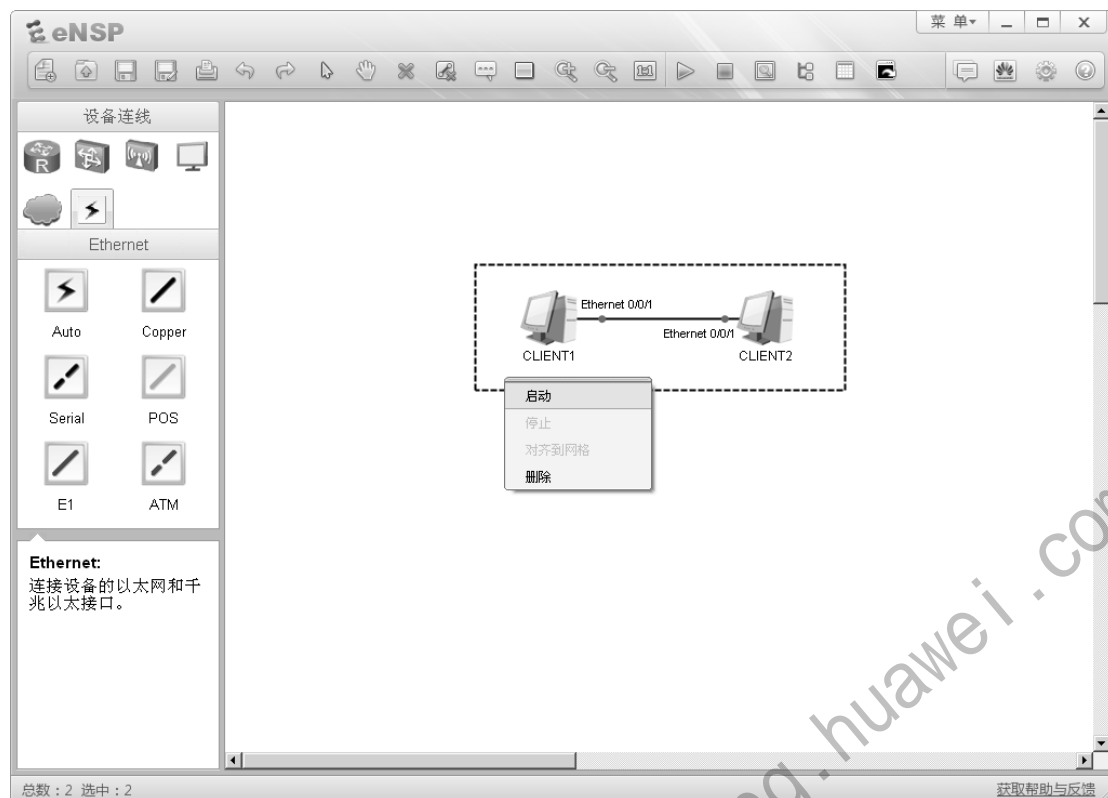 eNSP
菜 单
设备连线
R
Ethernet
Auto
Copper
Serial
POS
E1
ATM
Ethernet:
连接设备的以太网和千
兆以太接口。
Ethernet 0/0/1
Ethernet 0/0/1
CLIENT1
CLIENT2
启动
停止
对齐到网格
删除
总数：2 选中：2
获取帮助与反馈
.huawei.com